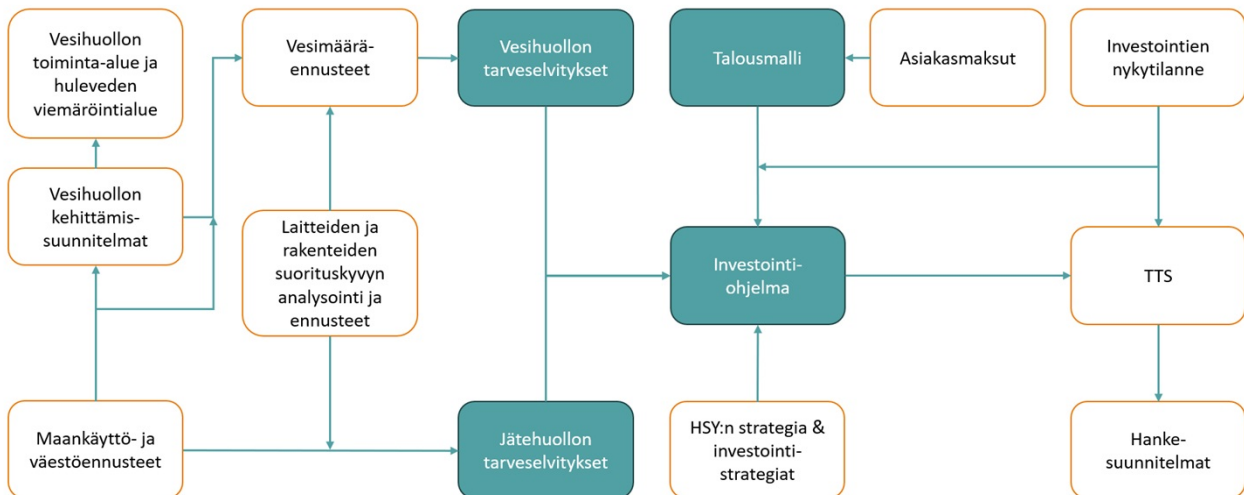 Vesihuollon
toiminta-alue ja
huleveden
viemäröintialue
Vesimäärä-
ennusteet
Vesihuollon
tarveselvitykset
Talousmalli
Asiakasmaksut
Investointien
nykytilanne
Vesihuollon
kehittämis-
suunnitelmat
Laitteiden ja
rakenteiden
suorituskyvyn
analysointi ja
ennusteet
Investointi-
ohjelma
TTS
Maankäyttö- ja
väestöennusteet
Jätehuollon
tarveselvitykset
HSY:n strategia &
investointi-
strategiat
Hanke-
suunnitelmat